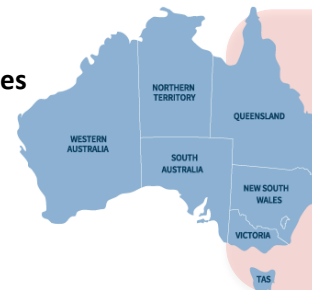 es
NORTHERN
TERRITORY
QUEENSLAND
WESTERN
AUSTRALIA
SOUTH
AUSTRALIA
NEW SOUTH
WALES
VICTORIA
TAS